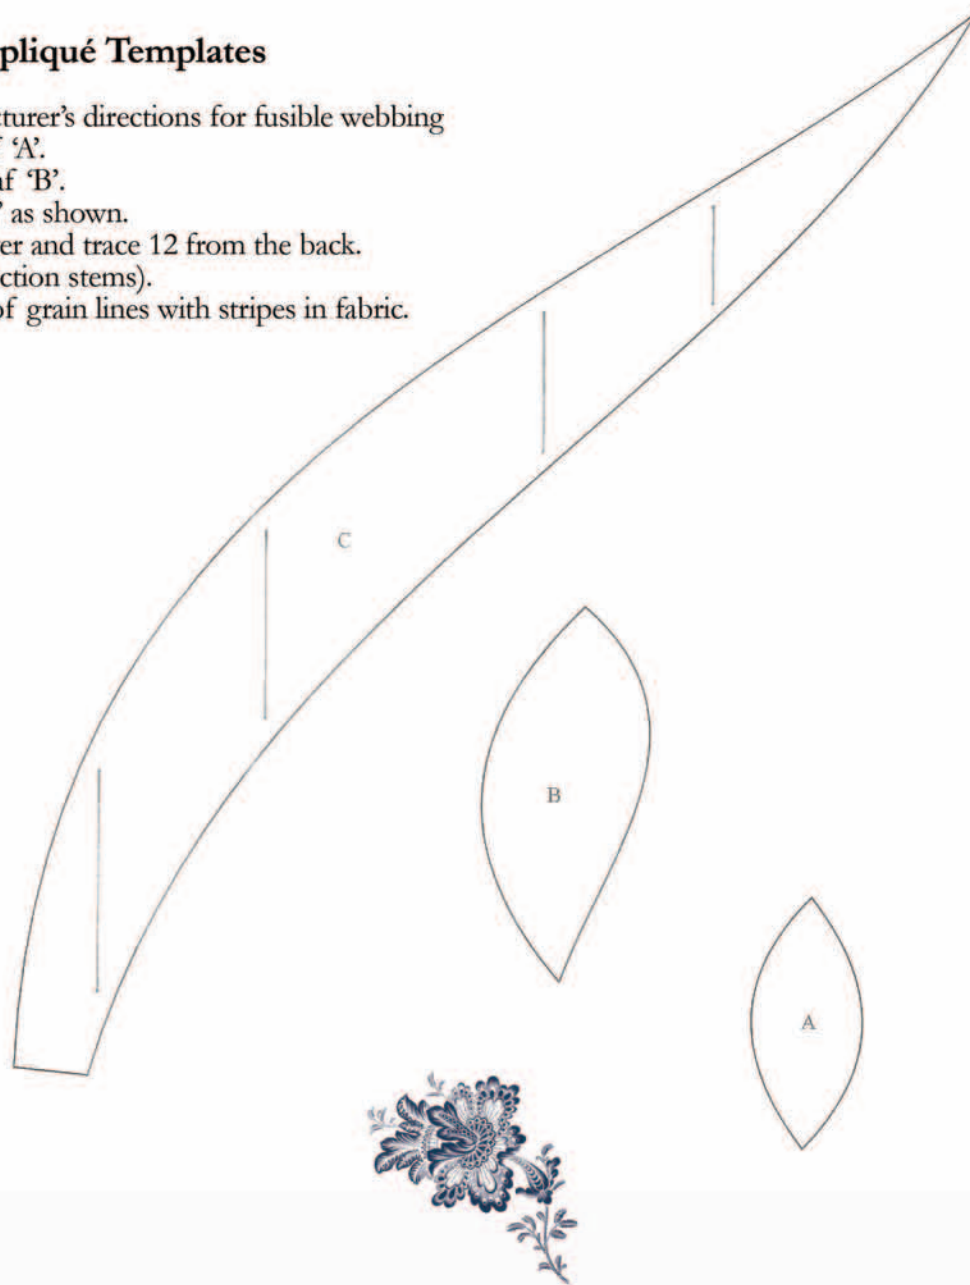 pliqué Templates
cturer’s directions for fusible webbing
f ‘A’.
af ‘B’.
’ as shown.
er and trace 12 from the back.
ction stems).
of grain lines with stripes in fabric.
C
B
A